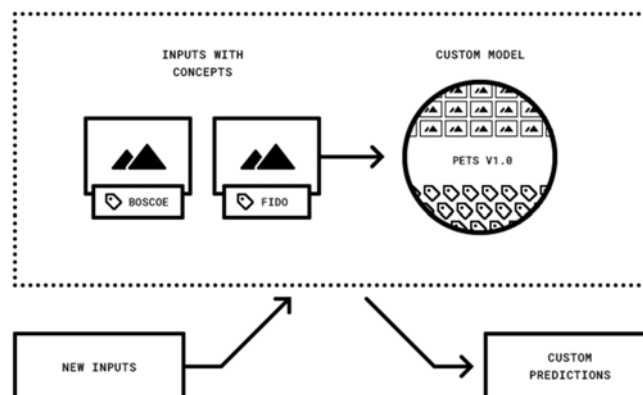 INPUTS WITH
CONCEPTS
CUSTOM MODEL
BOSCOE
FIDO
PETS V1.0
NEW INPUTS
CUSTOM
PREDICTIONS